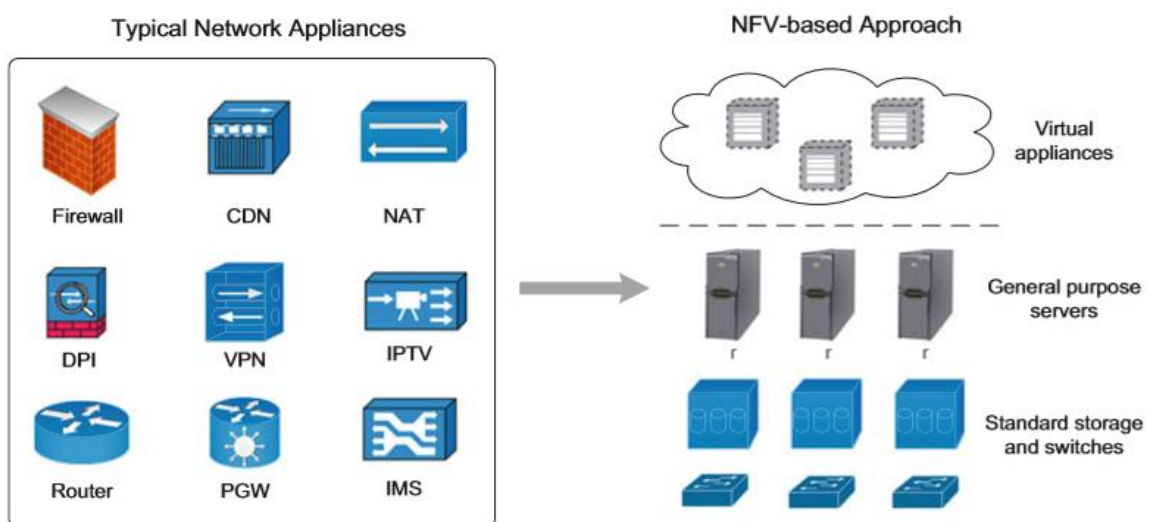 Typical Network Appliances
Firewall
CDN
NAT
DPI
VPN
IPTV
Router
PGW
IMS
NFV-based Approach
Virtual
appliances
General purpose
servers
r
r
r
Standard storage
and switches